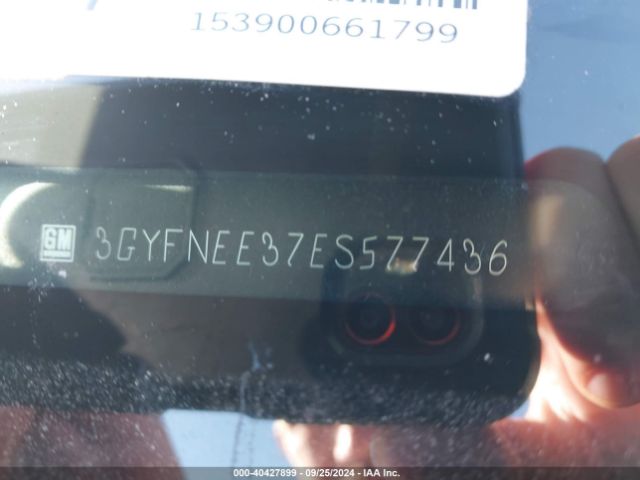 153900661799
GM 3GYFNEE37ES577436
000-40427899 - 09/25/2024 - IAA Inc.